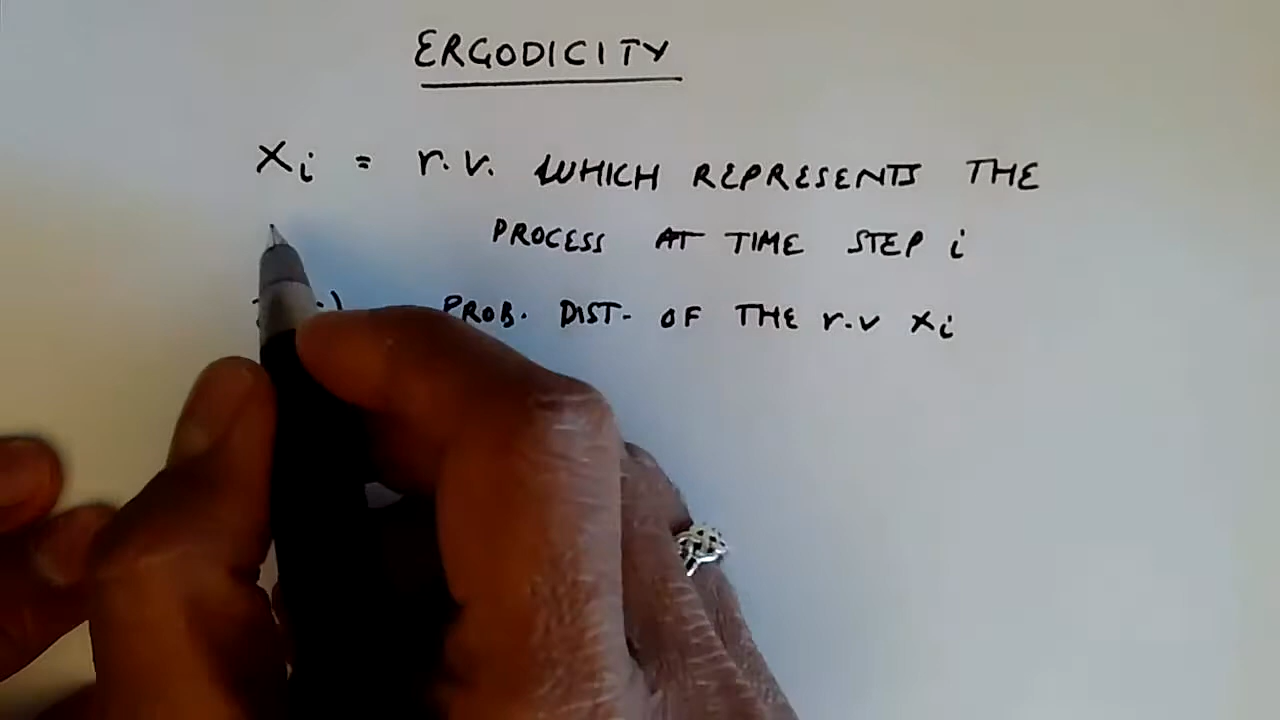 ERGODICITY
Xi = r.v. WHICH REPRESENTS THE
PROCESS AT TIME STEP i
PROB. DIST. OF THE r.v Xi